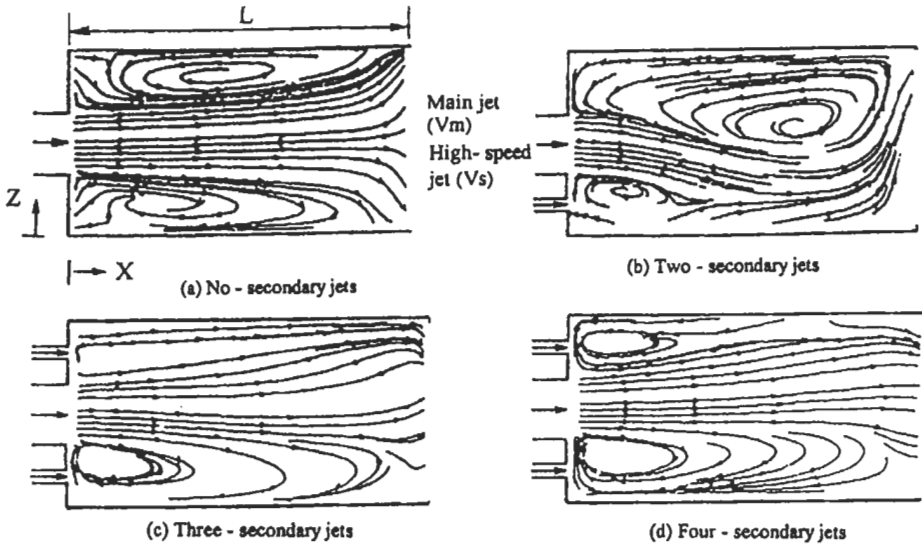 L
Main jet
(Vm)
High- speed
jet (Vs)
Z
X
(a) No - secondary jets
(b) Two - secondary jets
(c) Three - secondary jets
(d) Four - secondary jets